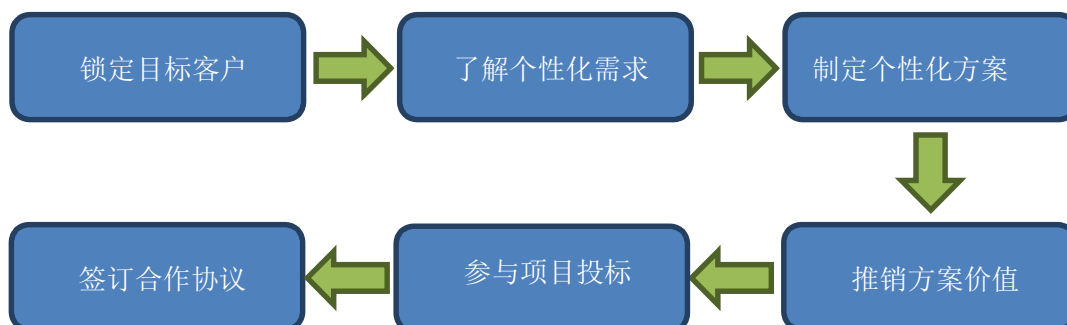 锁定目标客户
了解个性化需求
制定个性化方案
推销方案价值
参与项目投标
签订合作协议